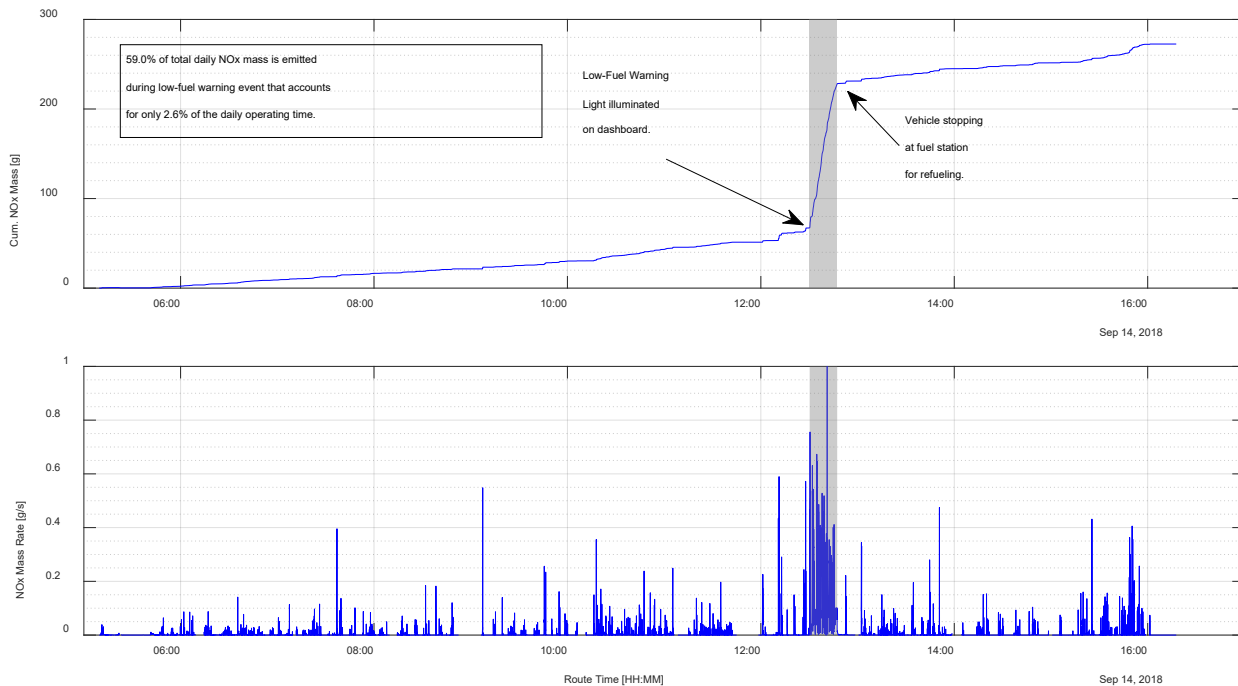 300
200
100
0
Cum. NOx Mass [g]
59.0% of total daily NOx mass is emitted
during low-fuel warning event that accounts
for only 2.6% of the daily operating time.
Low-Fuel Warning
Light illuminated
on dashboard.
Vehicle stopping
at fuel station
for refueling.
06:00
08:00
10:00
12:00
14:00
16:00
Sep 14, 2018
1
0.8
0.6
0.4
0.2
0
NOx Mass Rate [g/s]
06:00
08:00
10:00
12:00
14:00
16:00
Route Time [HH:MM]
Sep 14, 2018